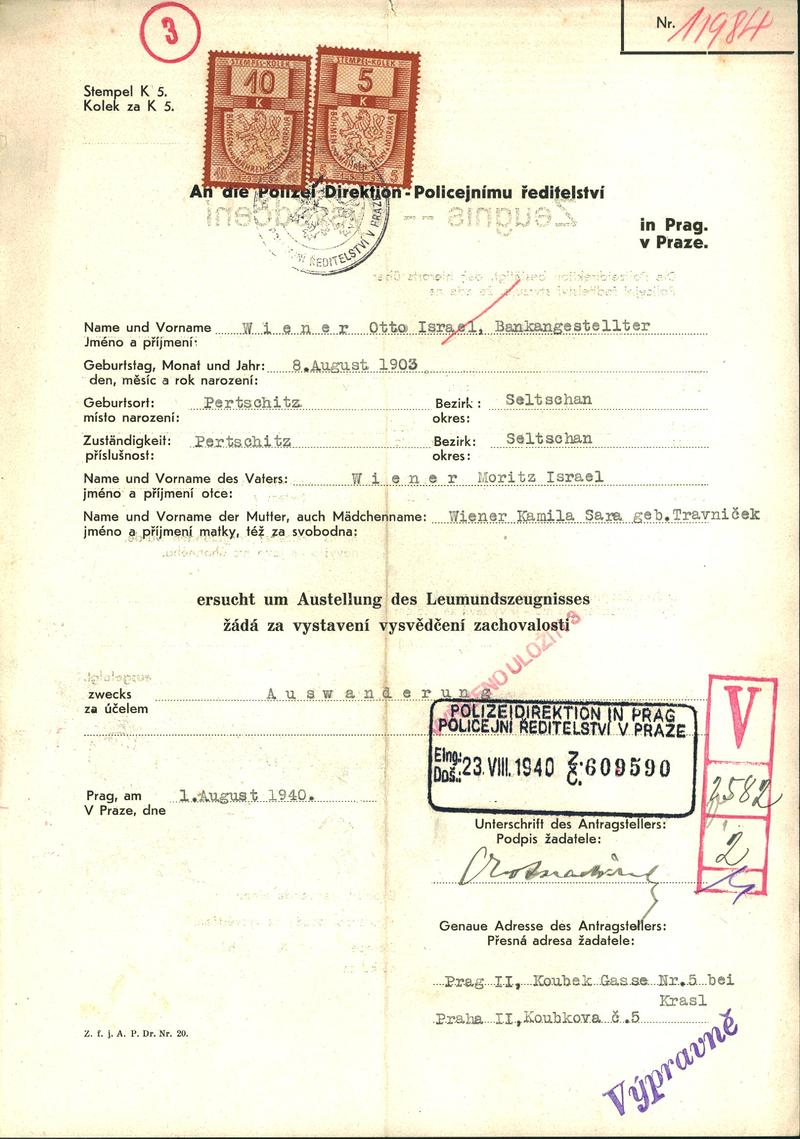 3
Nr. 11984
Stempel K 5.
Kolek za K 5.
STEMPEL-KOLEK
10
K
STEMPEL-KOLEK
5
K
An die Polizei Direktion - Policejnímu ředitelství
in Prag.
v Praze.
ŘEDITELSTVÍ V PRAZE
Name und Vorname W i e n e r Otto Israel, Bankangestellter
Jméno a příjmení:
Geburtstag, Monat und Jahr: 8.August 1903
den, měsíc a rok narození:
Geburtsort: Pertschitz Bezirk: Seltschan
místo narození: okres:
Zuständigkeit: Pertschitz Bezirk: Seltschan
příslušnost: okres:
Name und Vorname des Vaters: W i e n e r Moritz Israel
jméno a příjmení otce:
Name und Vorname der Mutter, auch Mädchenname: Wiener Kamila Sara geb.Travniček
jméno a příjmení matky, též za svobodna:
ersucht um Austellung des Leumundszeugnisses
žádá za vystavení vysvědčení zachovalosti
zwecks A u s w a n d e r u n g
za účelem
POLIZEIDIREKTION IN PRAG
POLICEJNÍ ŘEDITELSTVÍ V PRAZE
Eing.: Doš.: 23.VIII.1940 Z. Č. 609590
V
2
Prag, am 1.August 1940.
V Praze, dne
Unterschrift des Antragstellers:
Podpis žadatele:
Genaue Adresse des Antragstellers:
Přesná adresa žadatele:
Prag II, Koubek Gasse Nr.5 bei
Krasl
Praha II,Koubkova č.5
Z. f. j. A. P. Dr. Nr. 20.
Výpravně